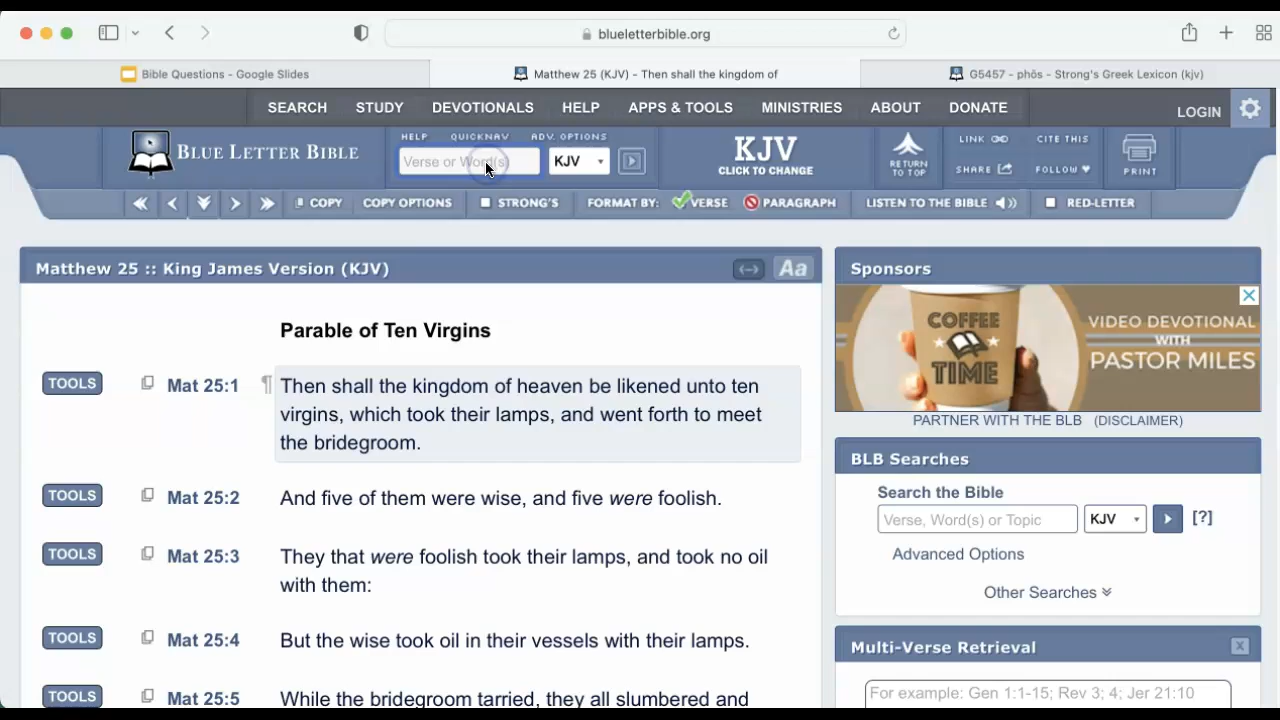 blueletterbible.org
Bible Questions - Google Slides
Matthew 25 (KJV) - Then shall the kingdom of
G5457 - phōs - Strong's Greek Lexicon (kjv)
SEARCH STUDY DEVOTIONALS HELP APPS & TOOLS MINISTRIES ABOUT DONATE LOGIN
BLUE LETTER BIBLE
HELP QUICKNAV ADV. OPTIONS
Verse or Word(s) KJV
KJV
CLICK TO CHANGE
RETURN
TO TOP
LINK CITE THIS
SHARE FOLLOW
PRINT
COPY COPY OPTIONS STRONG'S FORMAT BY: VERSE PARAGRAPH LISTEN TO THE BIBLE RED-LETTER
Matthew 25 :: King James Version (KJV) Aa
Parable of Ten Virgins
TOOLS Mat 25:1 ¶ Then shall the kingdom of heaven be likened unto ten
virgins, which took their lamps, and went forth to meet
the bridegroom.
TOOLS Mat 25:2 And five of them were wise, and five were foolish.
TOOLS Mat 25:3 They that were foolish took their lamps, and took no oil
with them:
TOOLS Mat 25:4 But the wise took oil in their vessels with their lamps.
TOOLS Mat 25:5 While the bridegroom tarried, they all slumbered and
Sponsors
COFFEE
TIME
VIDEO DEVOTIONAL
WITH
PASTOR MILES
PARTNER WITH THE BLB (DISCLAIMER)
BLB Searches
Search the Bible
Verse, Word(s) or Topic KJV [?]
Advanced Options
Other Searches
Multi-Verse Retrieval
For example: Gen 1:1-15; Rev 3; 4; Jer 21:10